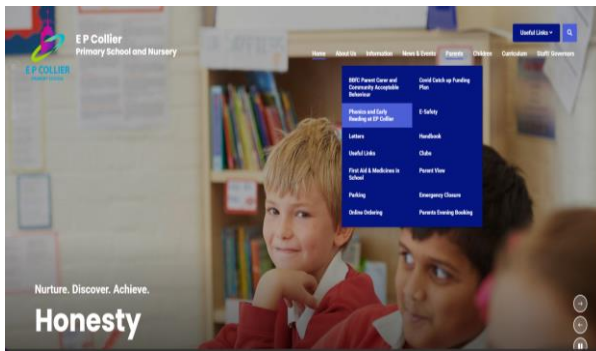 Useful Links
E P Collier
Primary School and Nursery
E P COLLIER
Home About Us Information News & Events Parents Children Curriculum Staff/ Governors
BBFC Parent Carer and
Community Acceptable
Behaviour
Covid Catch up Funding
Plan
Phonics and Early
Reading at EP Collier
E-Safety
Letters
Handbook
Useful Links
Clubs
First Aid & Medicines in
School
Parent View
Parking
Emergency Closure
Online Ordering
Parents Evening Booking
Nurture. Discover. Achieve.
Honesty